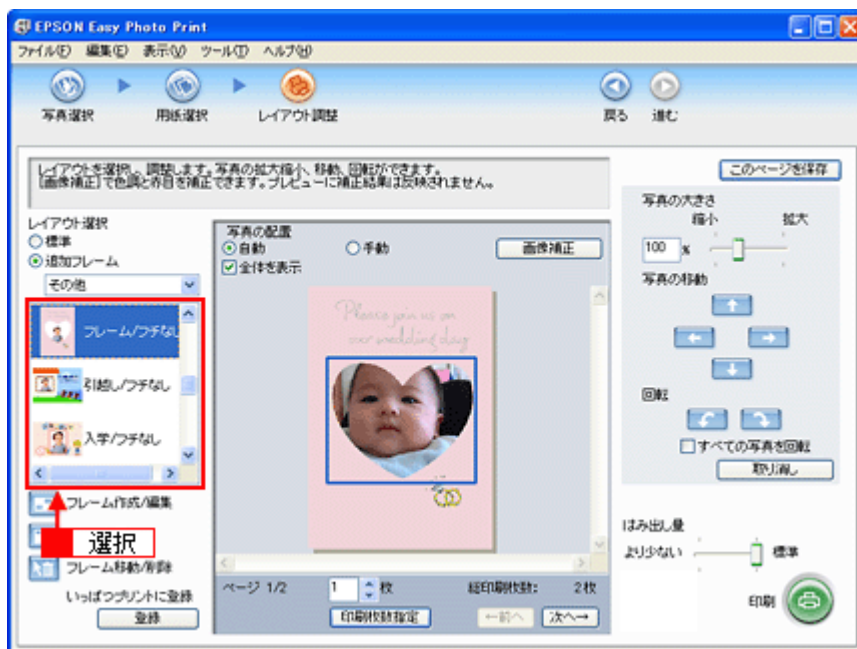 EPSON Easy Photo Print
ファイル(F) 編集(E) 表示(V) ツール(T) ヘルプ(H)
写真選択 用紙選択 レイアウト調整 戻る 進む
レイアウトを選択し、調整します。写真の拡大縮小、移動、回転ができます。
[画像補正]で色調と赤目を補正できます。プレビューに補正結果は反映されません。
このページを保存
レイアウト選択
標準
追加フレーム
その他
フレーム/フチなし
引越し/フチなし
入学/フチなし
選択
フレーム作成/編集
フレーム移動/削除
いっぱつプリントに登録
登録
写真の配置
自動 手動 画像補正
全体を表示
Please join us on
our wedding day
ページ 1/2 1 枚 総印刷枚数: 2枚
印刷枚数指定 ←前へ 次へ→
写真の大きさ
縮小 拡大
100 %
写真の移動
回転
すべての写真を回転
取り消し
はみ出し量
より少ない 標準
印刷